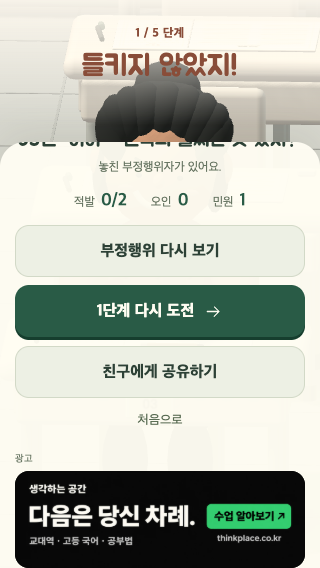 1 / 5 단계
들키지 않았지!
놓친 부정행위자가 있어요.
적발 0/2 오인 0 민원 1
부정행위 다시 보기
1단계 다시 도전 →
친구에게 공유하기
처음으로
광고
생각하는 공간
다음은 당신 차례.
수업 알아보기 ↗
교대역 · 고등 국어 · 공부법
thinkplace.co.kr